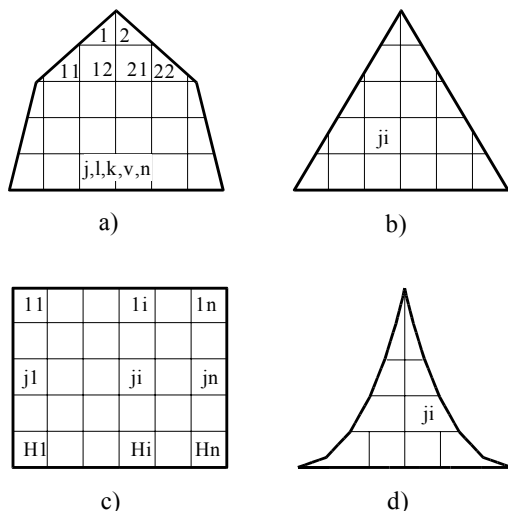 1 2
11 12 21 22
j,l,k,v,n
a)
ji
b)
11 1i 1n
j1 ji jn
H1 Hi Hn
c)
ji
d)